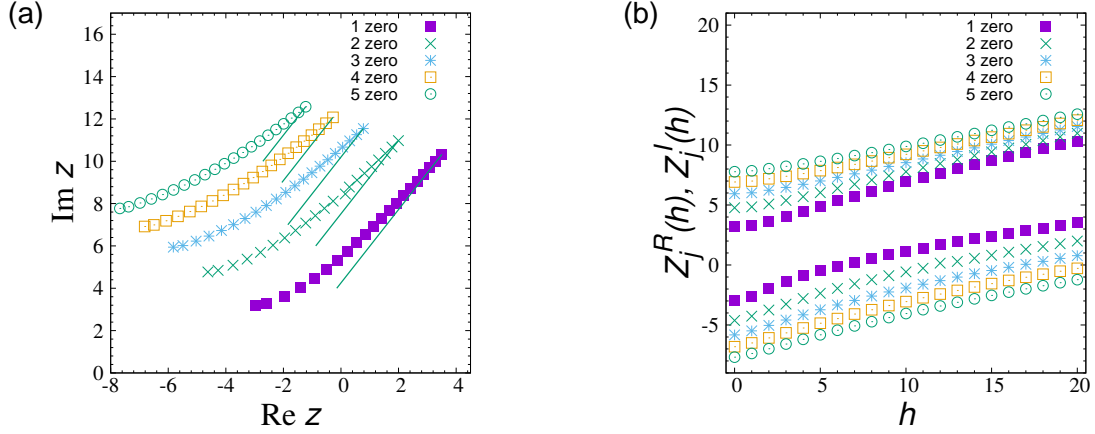 (a)
16
14
12
10
8
6
4
2
0
-8
-6
-4
-2
0
2
4
Im z
Re z
1 zero
2 zero
3 zero
4 zero
5 zero
(b)
20
15
10
5
0
-5
0
5
10
15
20
Z_j^R(h), Z_j^I(h)
h
1 zero
2 zero
3 zero
4 zero
5 zero